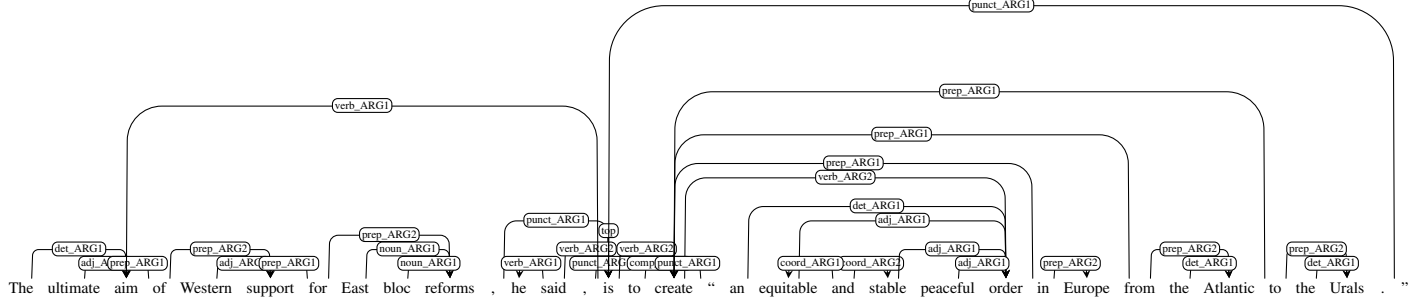 punct_ARG1
prep_ARG1
verb_ARG1
prep_ARG1
prep_ARG1
verb_ARG2
det_ARG1
punct_ARG1 adj_ARG1
top
prep_ARG2
det_ARG1 prep_ARG2 noun_ARG1 verb_ARG2 verb_ARG2 adj_ARG1 prep_ARG2 prep_ARG2
prep_ARG1 prep_ARG1 noun_ARG1 verb_ARG1 punct_ARG1 coord_ARG1 coord_ARG2 adj_ARG1 prep_ARG2 det_ARG1 det_ARG1
The ultimate aim of Western support for East bloc reforms , he said , is to create “ an equitable and stable peaceful order in Europe from the Atlantic to the Urals . ”